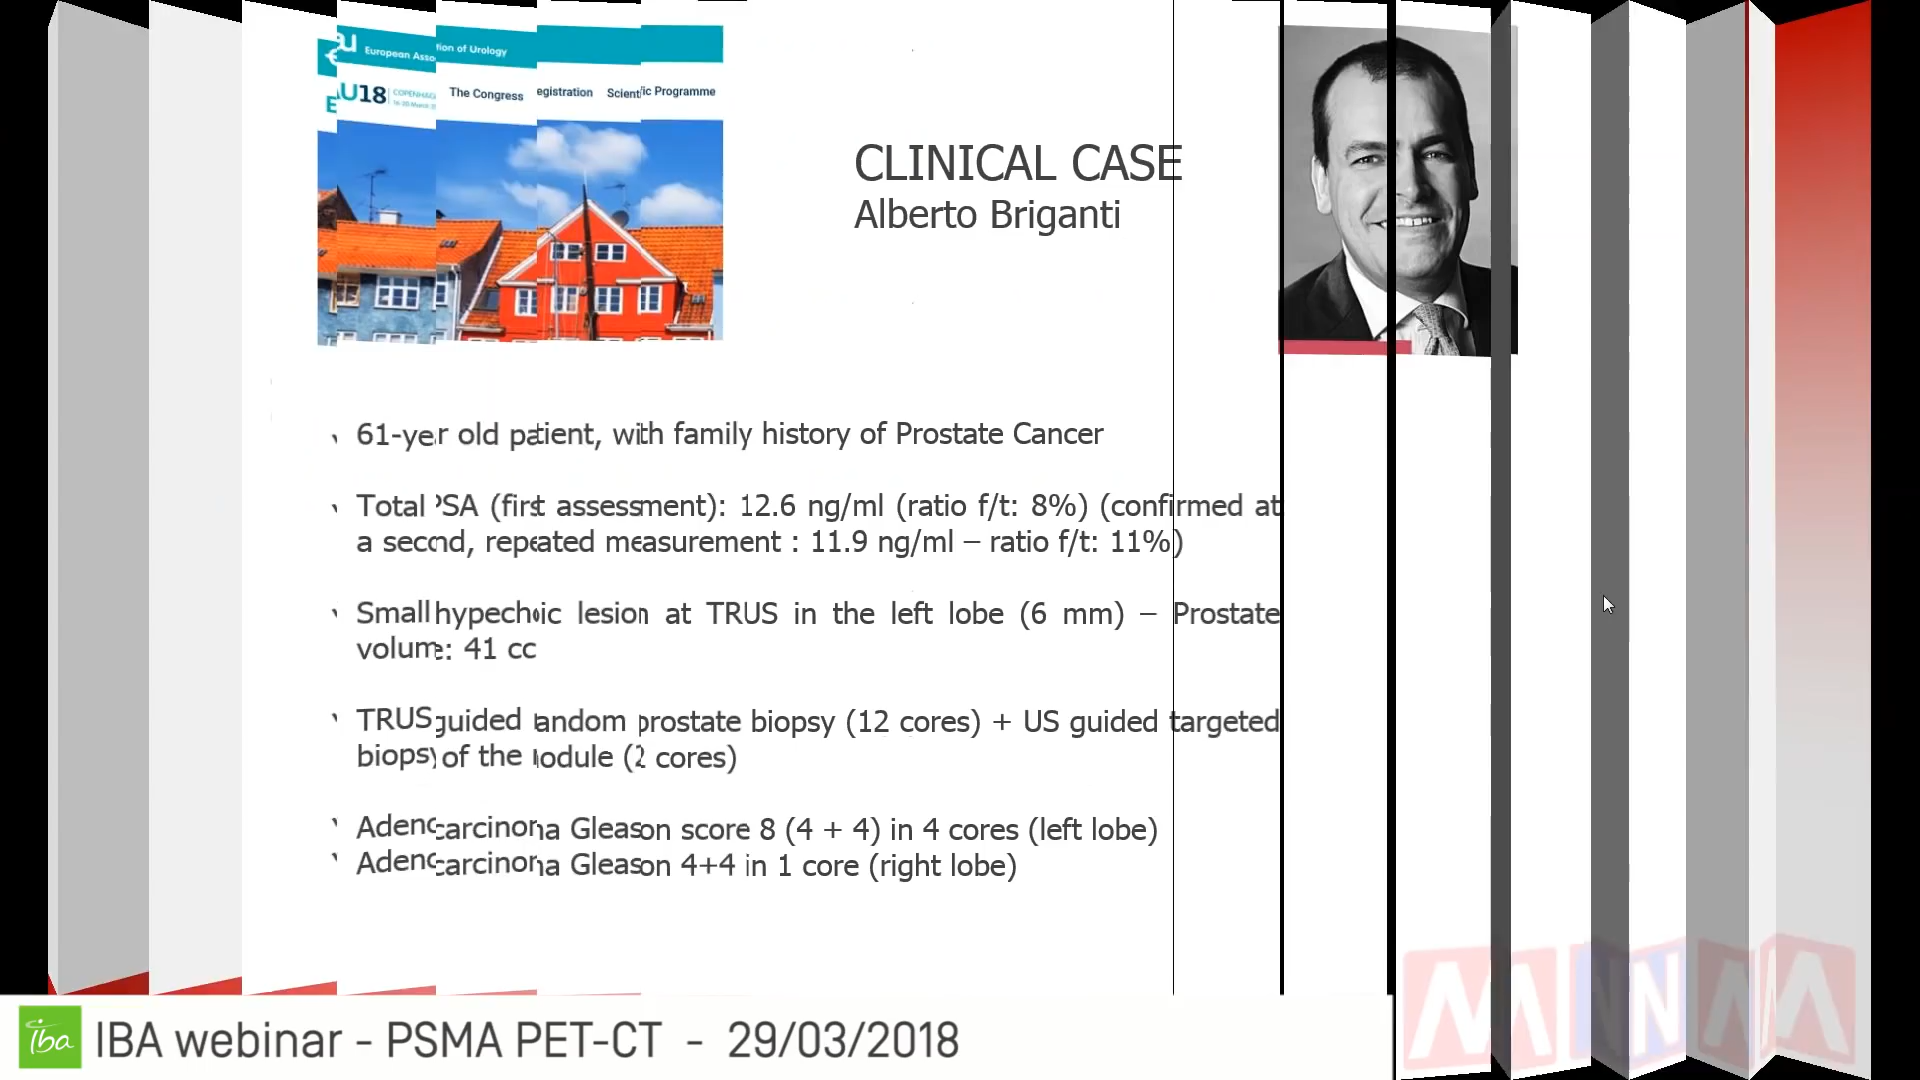 European Association of Urology
EAU18 COPENHAGEN
The Congress Registration Scientific Programme
CLINICAL CASE
Alberto Briganti
61-year old patient, with family history of Prostate Cancer
Total PSA (first assessment): 12.6 ng/ml (ratio f/t: 8%) (confirmed at
a second, repeated measurement : 11.9 ng/ml – ratio f/t: 11%)
Small hypechoic lesion at TRUS in the left lobe (6 mm) – Prostate
volume: 41 cc
TRUS guided random prostate biopsy (12 cores) + US guided targeted
biopsy of the nodule (2 cores)
Adenocarcinoma Gleason score 8 (4 + 4) in 4 cores (left lobe)
Adenocarcinoma Gleason 4+4 in 1 core (right lobe)
iba IBA webinar - PSMA PET-CT - 29/03/2018